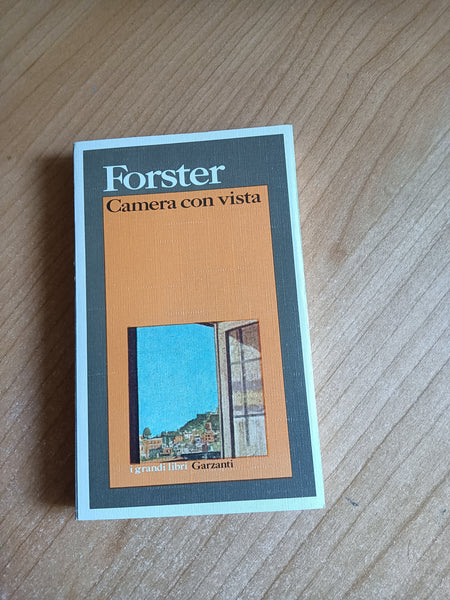 Forster
Camera con vista
i grandi libri Garzanti